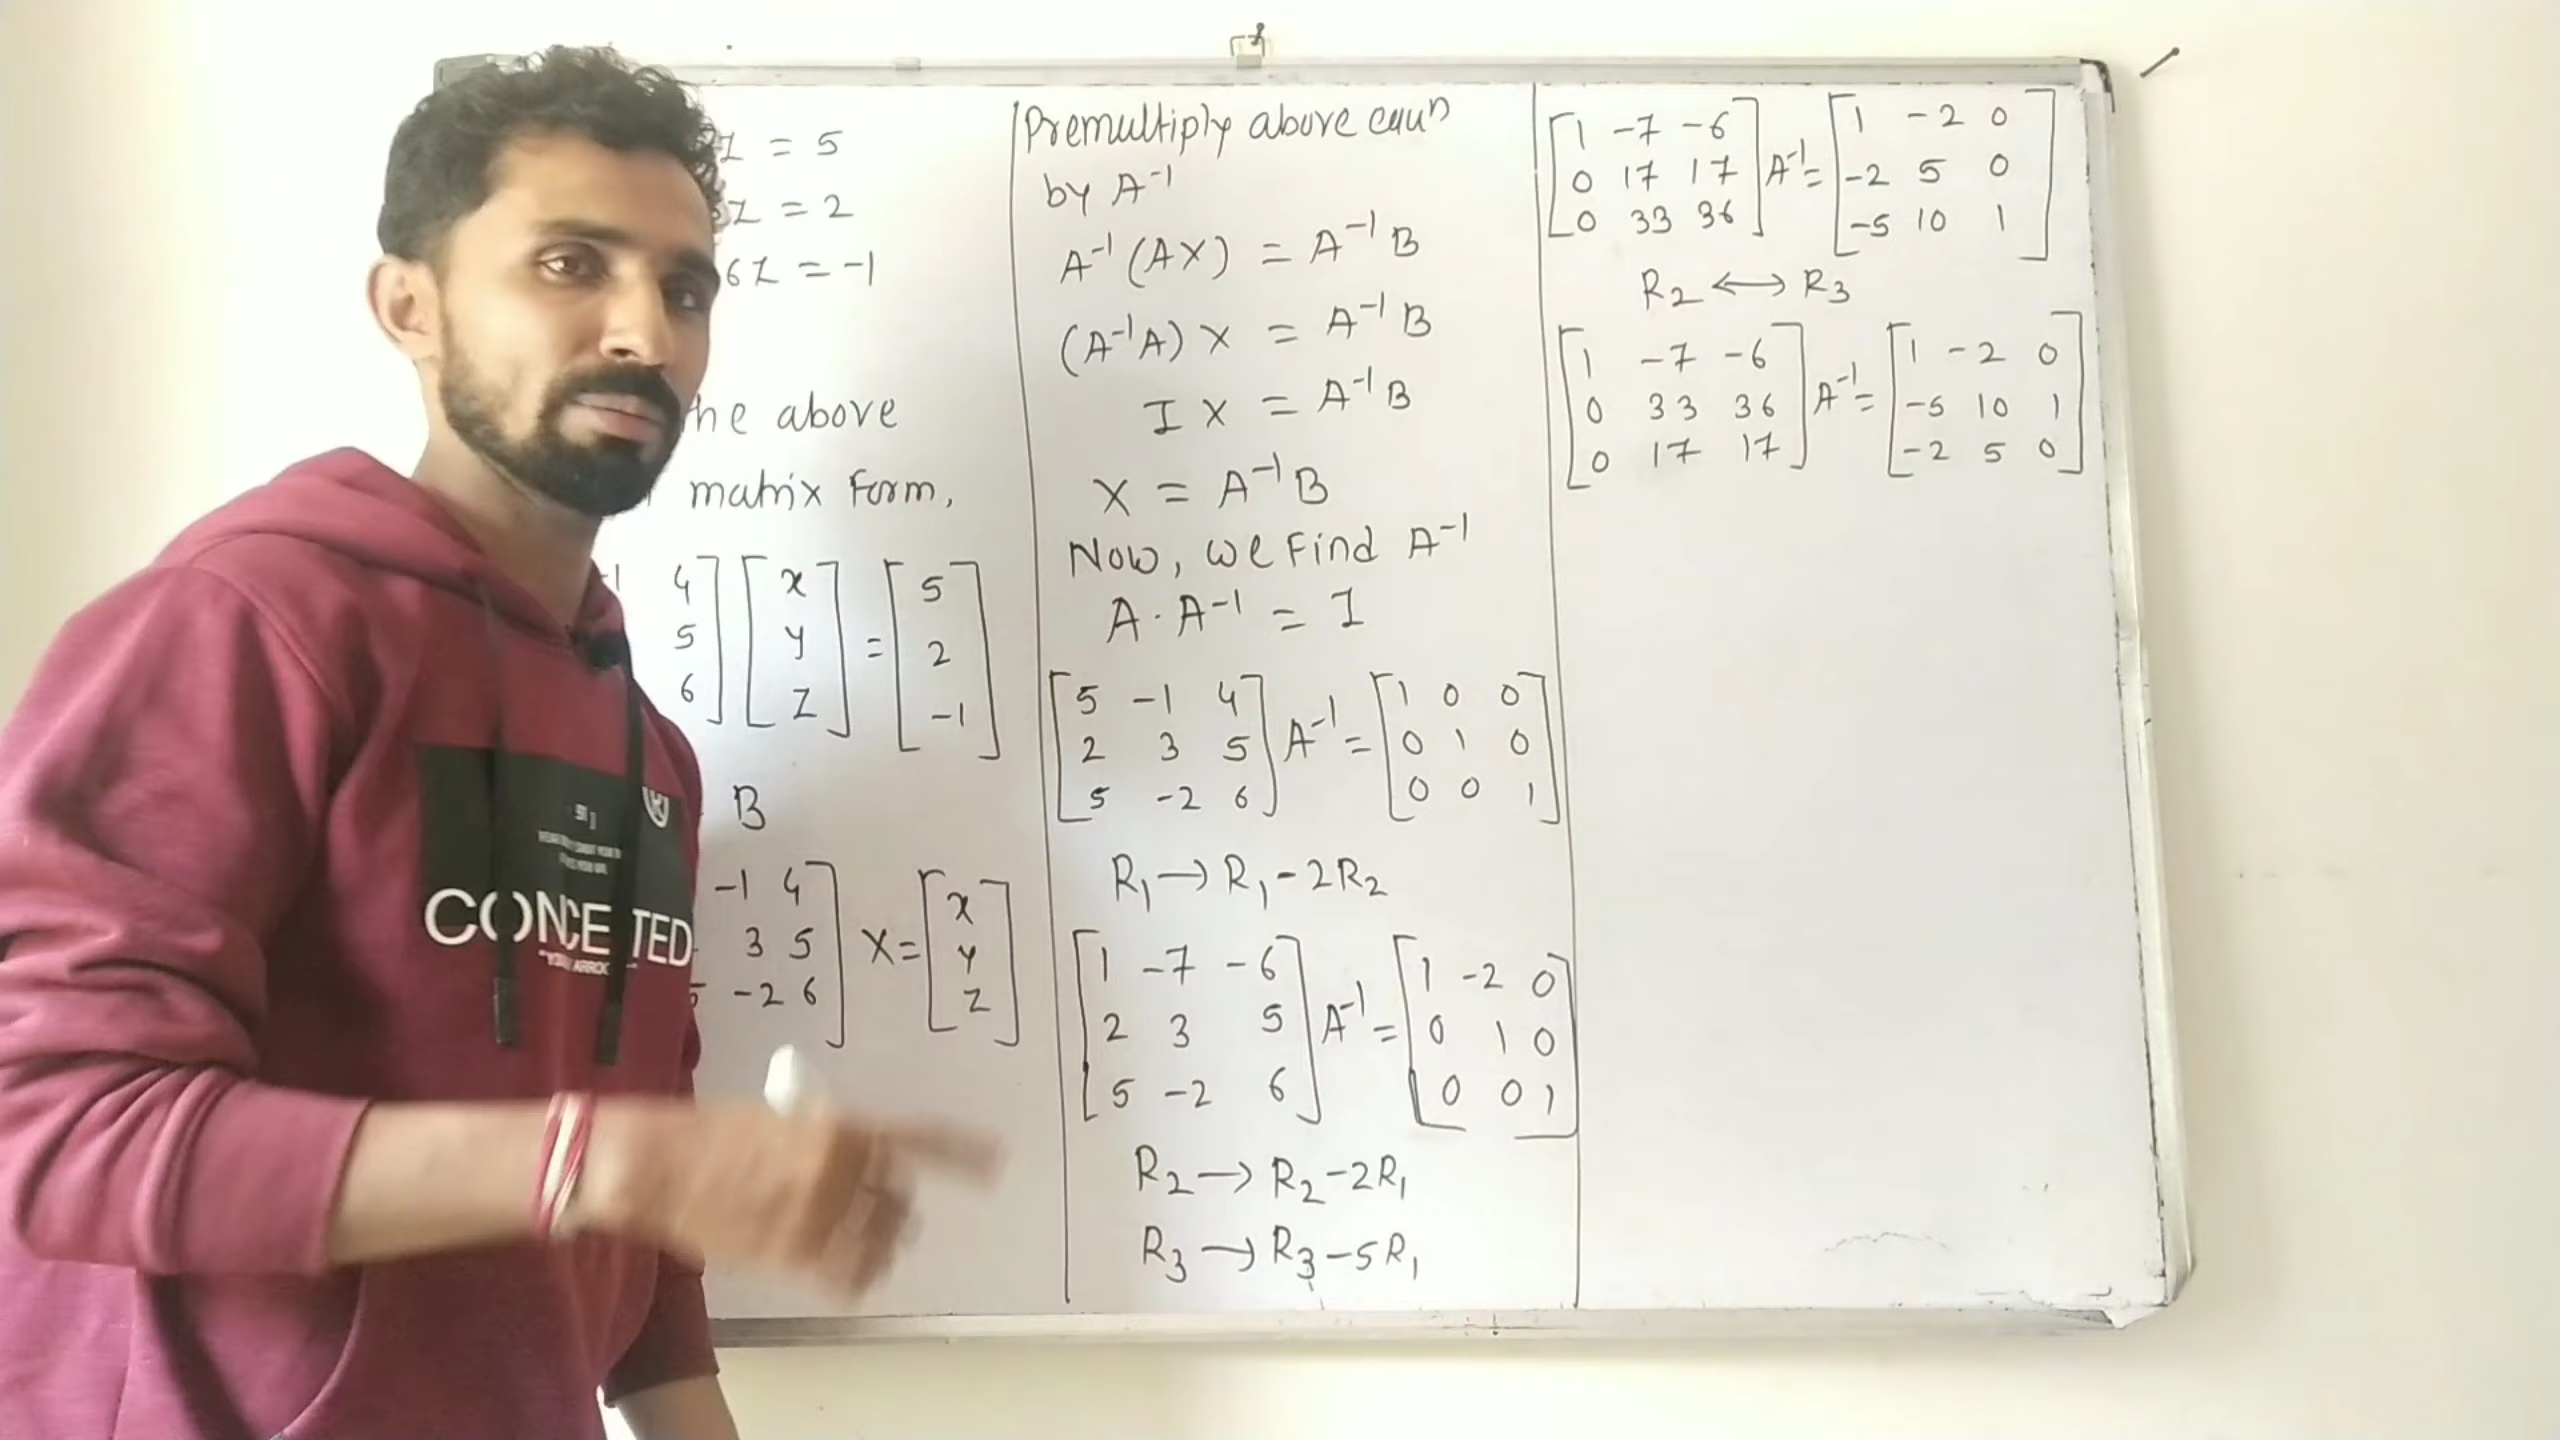 Z = 5
Z = 2
6Z = -1
he above
matrix Form,
4
5
6
x
y
Z
=
5
2
-1
B
-1 4
3 5
-2 6
X =
x
y
z
Premultiply above equⁿ
by A⁻¹
A⁻¹(AX) = A⁻¹B
(A⁻¹A)X = A⁻¹B
IX = A⁻¹B
X = A⁻¹B
Now, we Find A⁻¹
A · A⁻¹ = I
5 -1 4
2 3 5
5 -2 6
A⁻¹ =
1 0 0
0 1 0
0 0 1
R₁ → R₁ - 2R₂
1 -7 -6
2 3 5
5 -2 6
A⁻¹ =
1 -2 0
0 1 0
0 0 1
R₂ → R₂ - 2R₁
R₃ → R₃ - 5R₁
1 -7 -6
0 17 17
0 33 36
A⁻¹ =
1 -2 0
-2 5 0
-5 10 1
R₂ ↔ R₃
1 -7 -6
0 33 36
0 17 17
A⁻¹ =
1 -2 0
-5 10 1
-2 5 0
CONCE TED